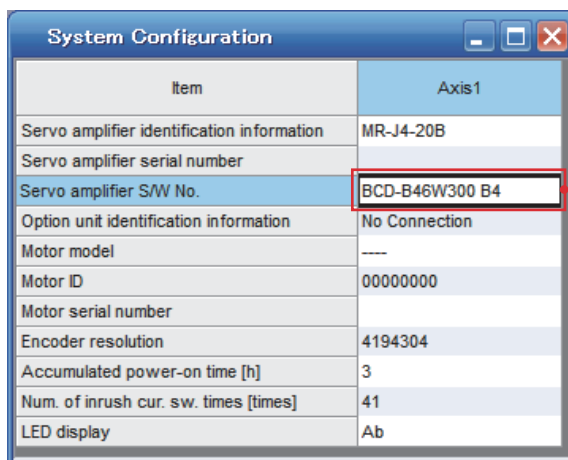 System Configuration
Item Axis1
Servo amplifier identification information MR-J4-20B
Servo amplifier serial number
Servo amplifier S/W No. BCD-B46W300 B4
Option unit identification information No Connection
Motor model ----
Motor ID 00000000
Motor serial number
Encoder resolution 4194304
Accumulated power-on time [h] 3
Num. of inrush cur. sw. times [times] 41
LED display Ab